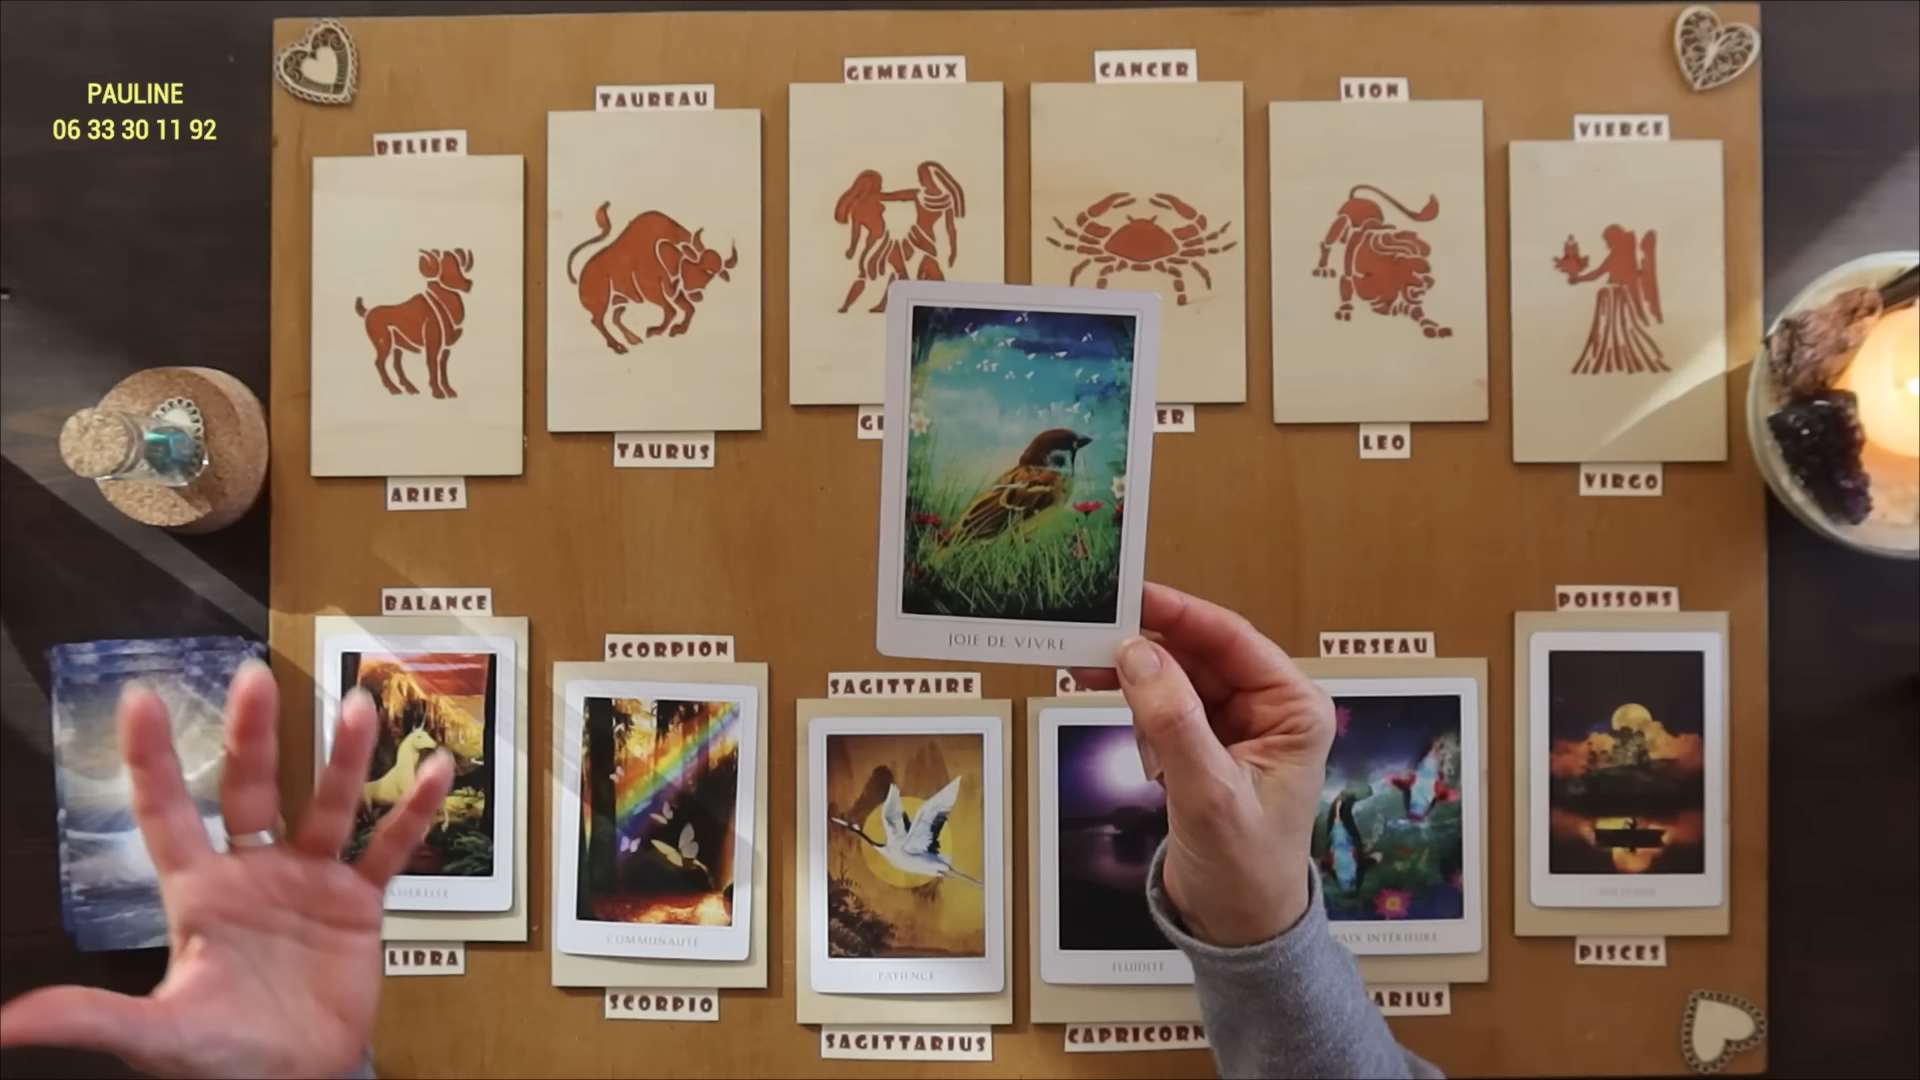 PAULINE
06 33 30 11 92
BELIER
TAUREAU
GEMEAUX
CANCER
LION
VIERGE
ARIES
TAURUS
LEO
VIRGO
JOIE DE VIVRE
BALANCE
SCORPION
SAGITTAIRE
VERSEAU
POISSONS
COMMUNAUTÉ
PATIENCE
FLUIDITÉ
PAIX INTÉRIEURE
LIBRA
SCORPIO
SAGITTARIUS
CAPRICORN
PISCES